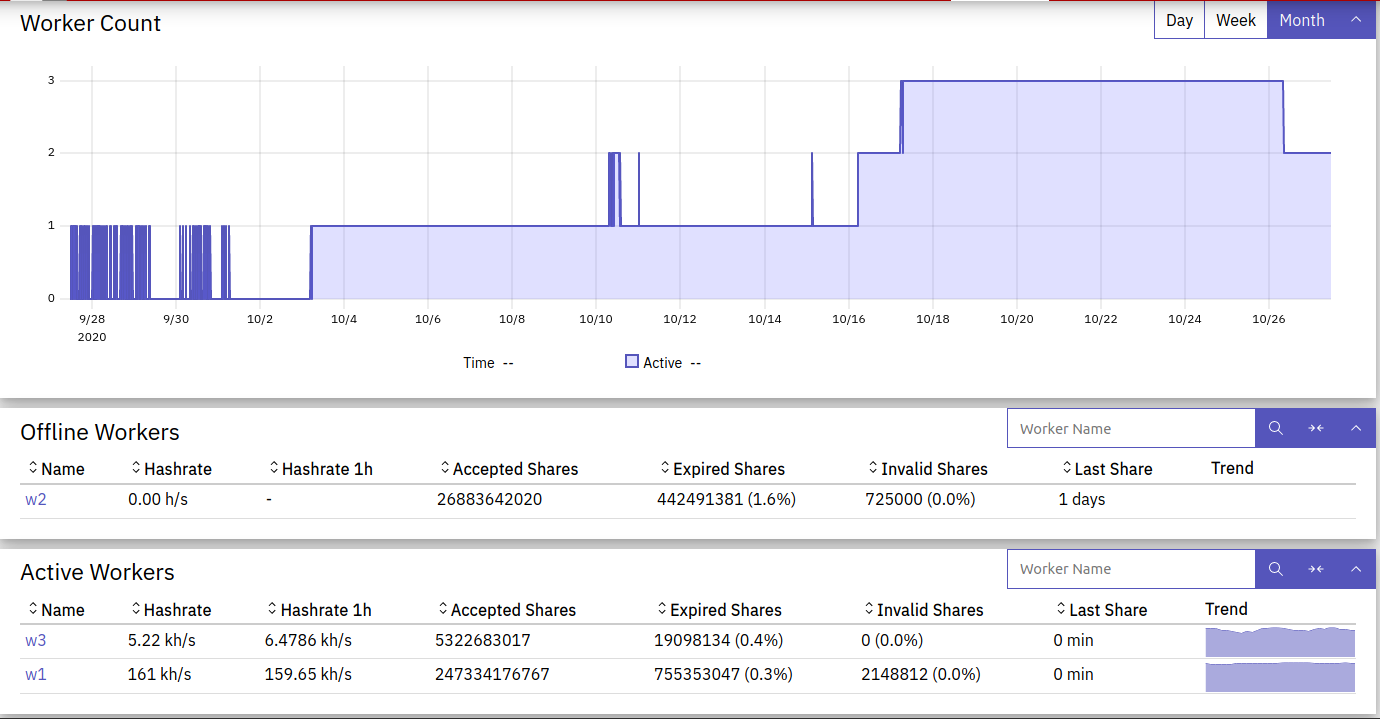 Worker Count Day Week Month
3
2
1
0
9/28 9/30 10/2 10/4 10/6 10/8 10/10 10/12 10/14 10/16 10/18 10/20 10/22 10/24 10/26
2020
Time -- Active --
Offline Workers Worker Name
Name Hashrate Hashrate 1h Accepted Shares Expired Shares Invalid Shares Last Share Trend
w2 0.00 h/s - 26883642020 442491381 (1.6%) 725000 (0.0%) 1 days
Active Workers Worker Name
Name Hashrate Hashrate 1h Accepted Shares Expired Shares Invalid Shares Last Share Trend
w3 5.22 kh/s 6.4786 kh/s 5322683017 19098134 (0.4%) 0 (0.0%) 0 min
w1 161 kh/s 159.65 kh/s 247334176767 755353047 (0.3%) 2148812 (0.0%) 0 min